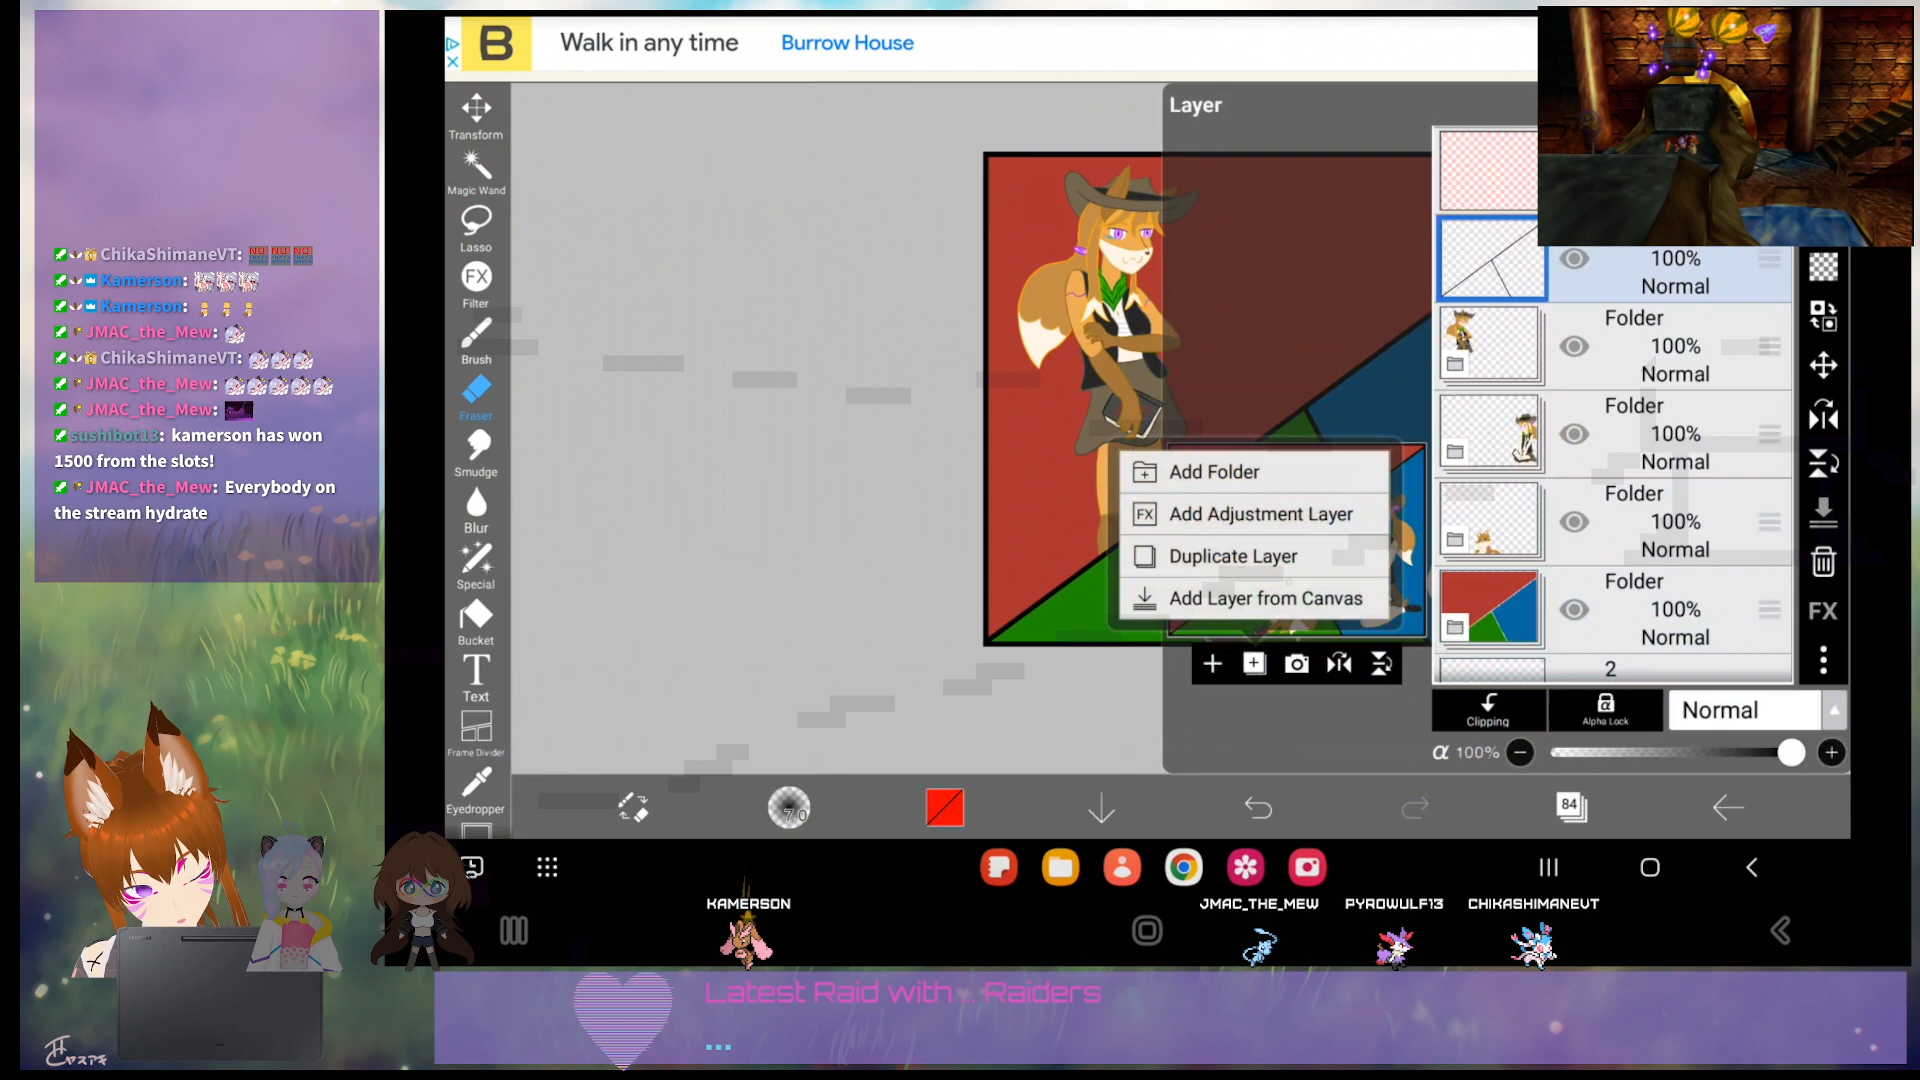 B
Walk in any time
Burrow House
Layer
Transform
Magic Wand
Lasso
FX
Filter
Brush
Eraser
Smudge
Blur
Special
Bucket
Text
Frame Divider
Eyedropper
ChikaShimaneVT:
Kamerson:
Kamerson:
JMAC_the_Mew:
ChikaShimaneVT:
JMAC_the_Mew:
JMAC_the_Mew:
sushibot13: kamerson has won
1500 from the slots!
JMAC_the_Mew: Everybody on
the stream hydrate
Add Folder
FX Add Adjustment Layer
Duplicate Layer
Add Layer from Canvas
100%
Normal
Folder
100%
Normal
Folder
100%
Normal
Folder
100%
Normal
Folder
100%
Normal
2
FX
Clipping
Alpha Lock
Normal
α 100%
7.0
84
KAMERSON
JMAC_THE_MEW
PYROWULF13
CHIKASHIMANEVT
Latest Raid with ... Raiders
...